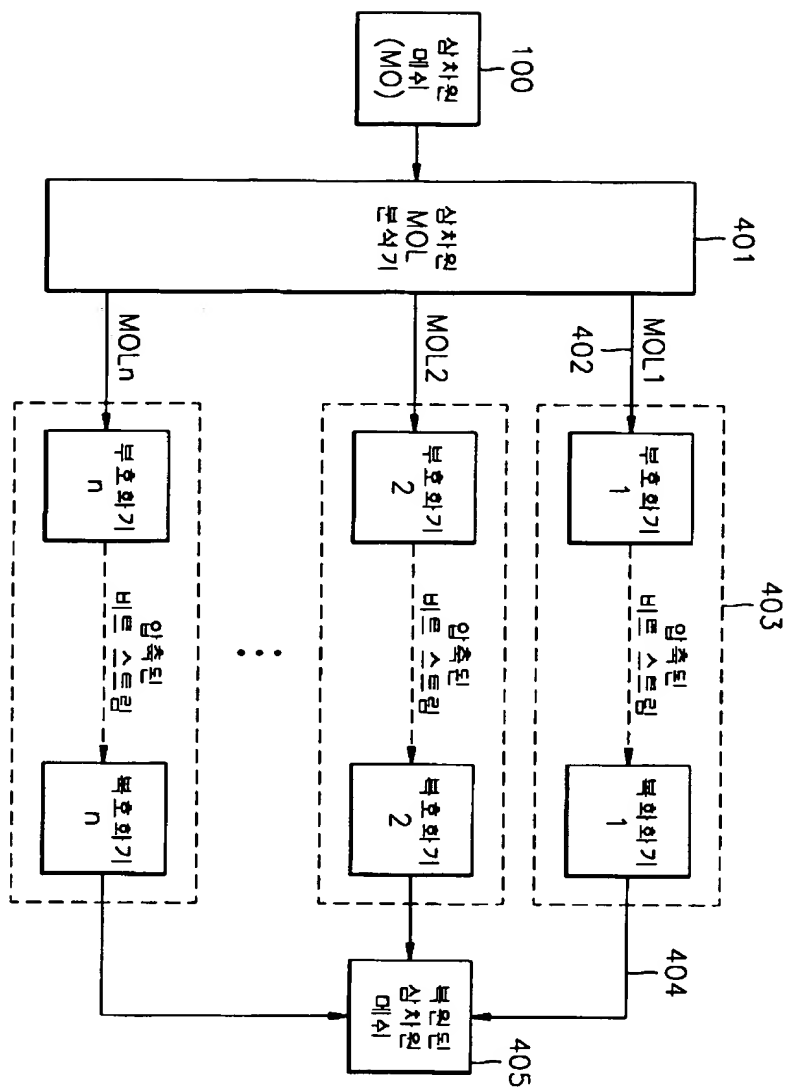 100
삼차원
메쉬
(MO)
401
삼차원
MOL
분석기
MOL1
402
403
부호화기
1
압축된
비트 스트림
복화화기
1
404
MOL2
부호화기
2
압축된
비트 스트림
복호화기
2
복원된
삼차원
메쉬
405
MOLn
부호화기
n
압축된
비트 스트림
복호화기
n